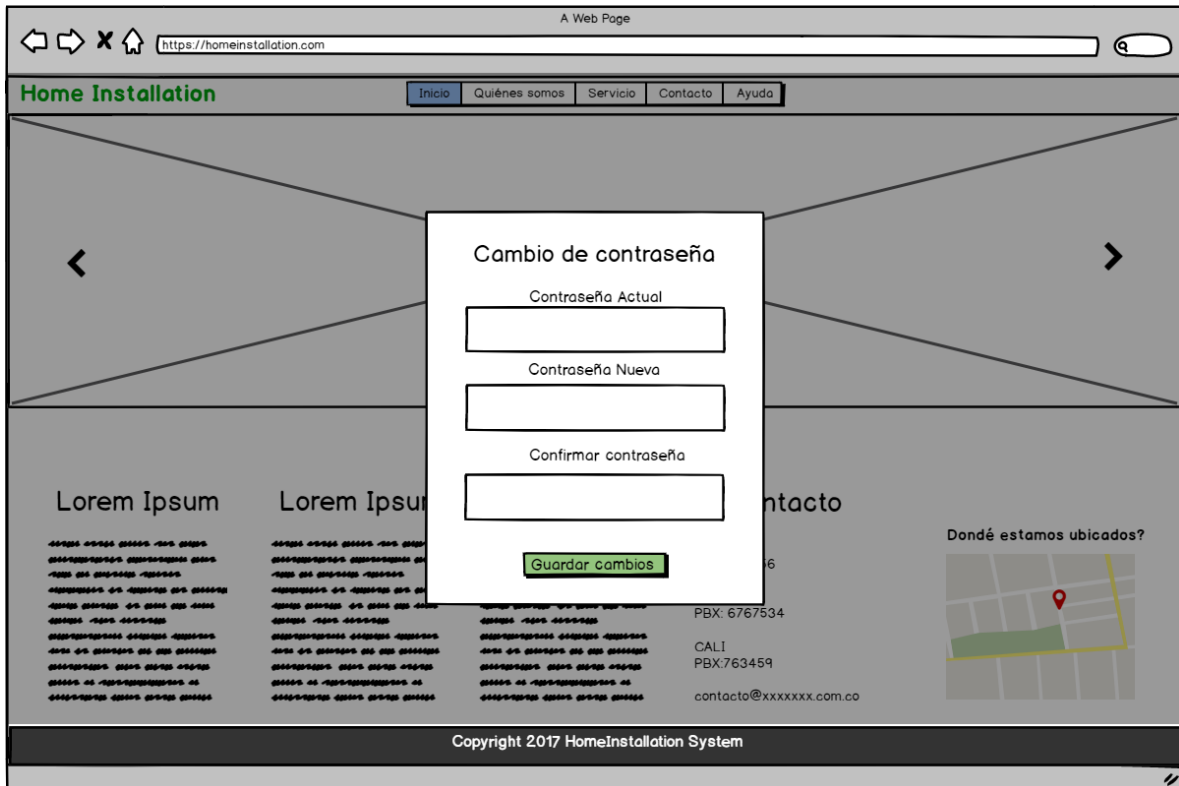 A Web Page
https://homeinstallation.com
Home Installation
Inicio
Quiénes somos
Servicio
Contacto
Ayuda
Cambio de contraseña
Contraseña Actual
Contraseña Nueva
Confirmar contraseña
Guardar cambios
Lorem Ipsum
Lorem
PBX: 6767534
CALI
PBX:763459
contacto@xxxxxxx.com.co
Dondé estamos ubicados?
Copyright 2017 HomeInstallation System